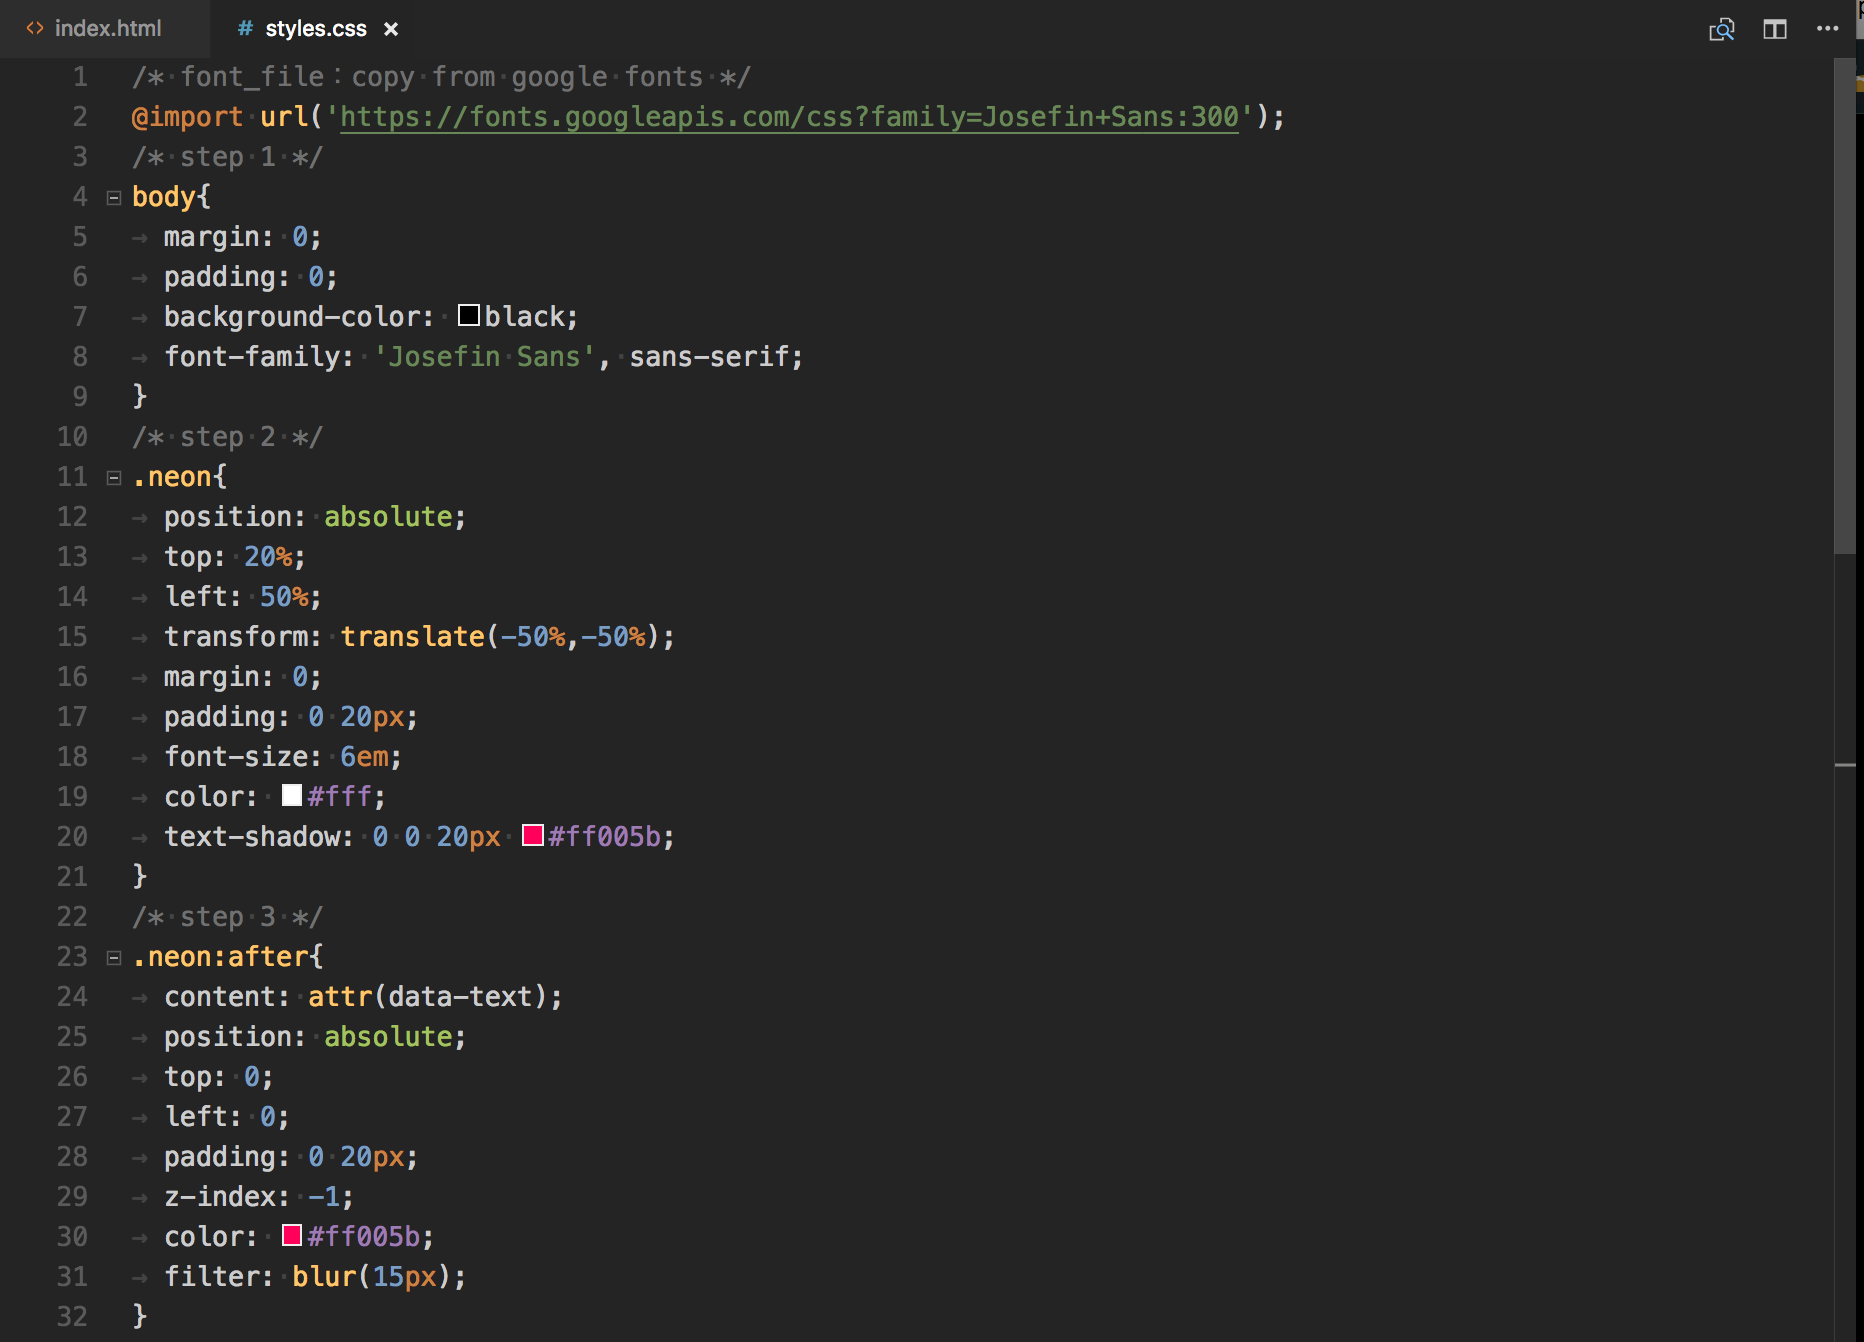 index.html
styles.css
1 /* font_file：copy from google fonts */
2 @import url('https://fonts.googleapis.com/css?family=Josefin+Sans:300');
3 /* step 1 */
4 body{
5 margin: 0;
6 padding: 0;
7 background-color: black;
8 font-family: 'Josefin Sans', sans-serif;
9 }
10 /* step 2 */
11 .neon{
12 position: absolute;
13 top: 20%;
14 left: 50%;
15 transform: translate(-50%,-50%);
16 margin: 0;
17 padding: 0 20px;
18 font-size: 6em;
19 color: #fff;
20 text-shadow: 0 0 20px #ff005b;
21 }
22 /* step 3 */
23 .neon:after{
24 content: attr(data-text);
25 position: absolute;
26 top: 0;
27 left: 0;
28 padding: 0 20px;
29 z-index: -1;
30 color: #ff005b;
31 filter: blur(15px);
32 }